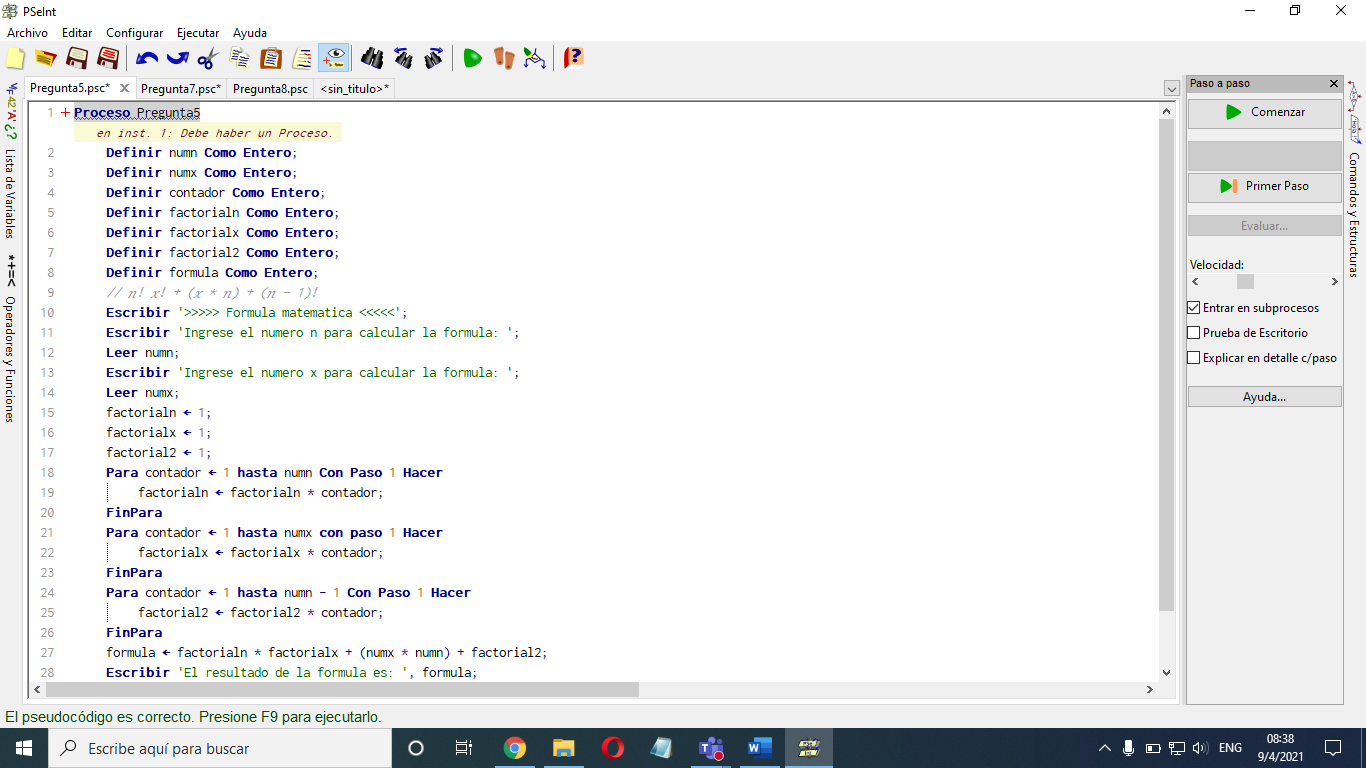 PSeInt
Archivo Editar Configurar Ejecutar Ayuda
Pregunta5.psc* Pregunta7.psc* Pregunta8.psc <sin_titulo>*
1 Proceso Pregunta5
en inst. 1: Debe haber un Proceso.
2 Definir numn Como Entero;
3 Definir numx Como Entero;
4 Definir contador Como Entero;
5 Definir factorialn Como Entero;
6 Definir factorialx Como Entero;
7 Definir factorial2 Como Entero;
8 Definir formula Como Entero;
9 // n! x! + (x * n) + (n - 1)!
10 Escribir '>>>>> Formula matematica <<<<<';
11 Escribir 'Ingrese el numero n para calcular la formula: ';
12 Leer numn;
13 Escribir 'Ingrese el numero x para calcular la formula: ';
14 Leer numx;
15 factorialn ← 1;
16 factorialx ← 1;
17 factorial2 ← 1;
18 Para contador ← 1 hasta numn Con Paso 1 Hacer
19 factorialn ← factorialn * contador;
20 FinPara
21 Para contador ← 1 hasta numx con paso 1 Hacer
22 factorialx ← factorialx * contador;
23 FinPara
24 Para contador ← 1 hasta numn - 1 Con Paso 1 Hacer
25 factorial2 ← factorial2 * contador;
26 FinPara
27 formula ← factorialn * factorialx + (numx * numn) + factorial2;
28 Escribir 'El resultado de la formula es: ', formula;
42 'A' ¿?
Lista de Variables
*+=<
Operadores y Funciones
Paso a paso
Comenzar
Primer Paso
Evaluar...
Velocidad:
Entrar en subprocesos
Prueba de Escritorio
Explicar en detalle c/paso
Ayuda...
Comandos y Estructuras
El pseudocódigo es correcto. Presione F9 para ejecutarlo.
Escribe aquí para buscar
ENG
08:38
9/4/2021